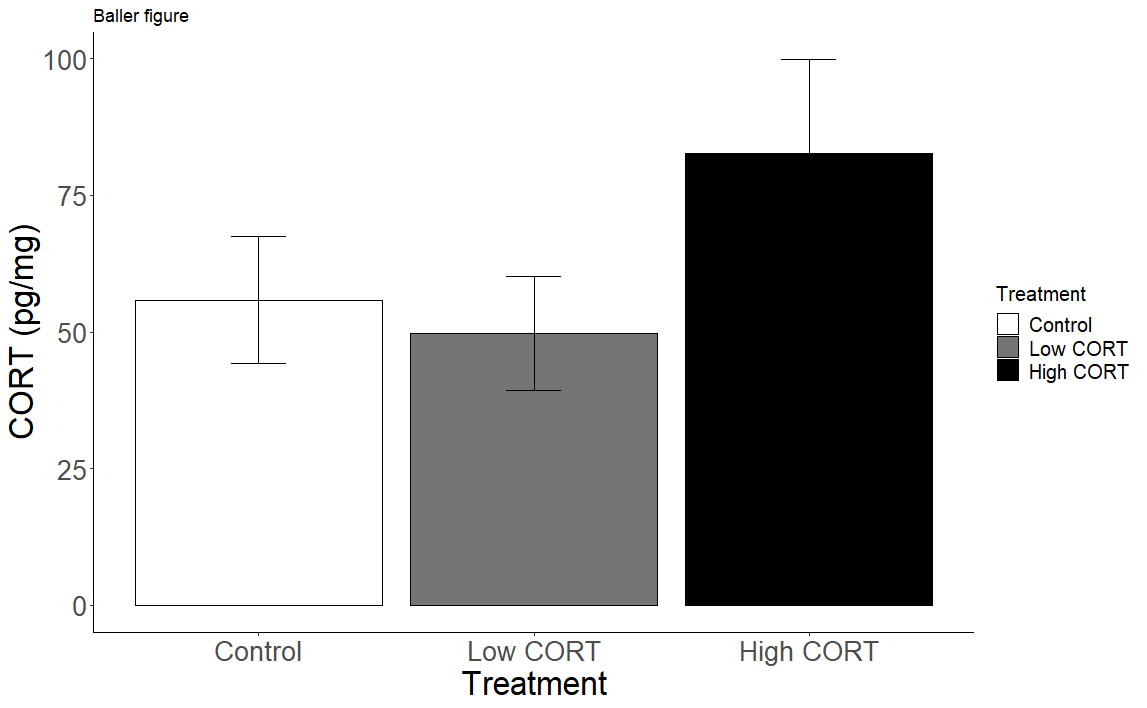 Baller figure
CORT (pg/mg)
100
75
50
25
0
Control
Low CORT
High CORT
Treatment
Treatment
Control
Low CORT
High CORT